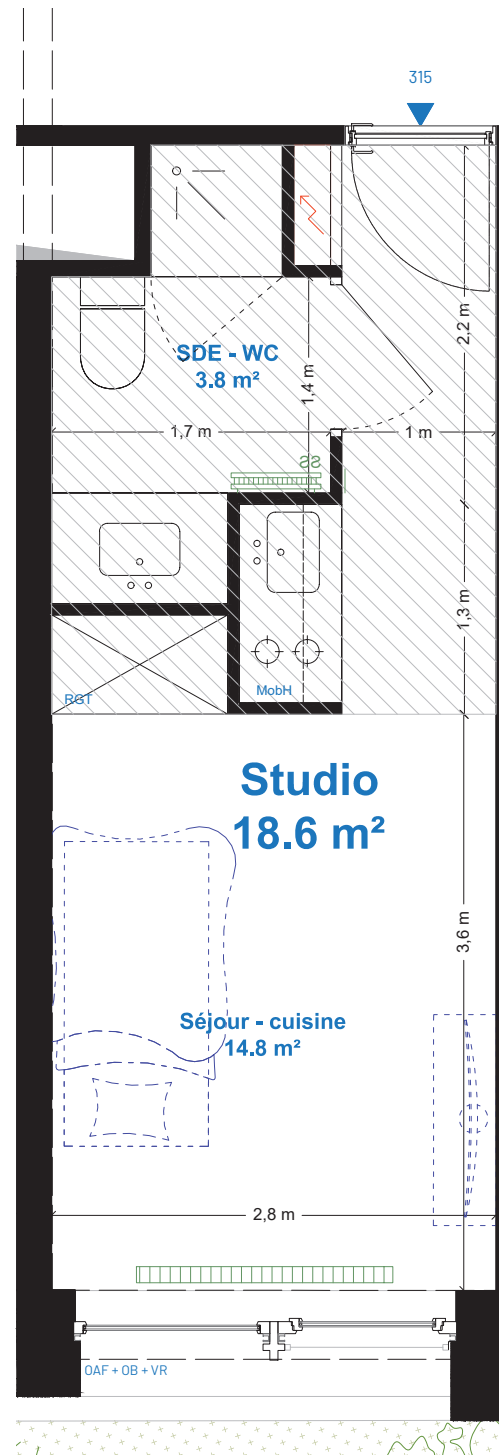 315
2,2 m
SDE - WC
3.8 m²
1,4 m
1,7 m
1 m
SS
1,3 m
RGT
MobH
Studio
18.6 m²
3,6 m
Séjour - cuisine
14.8 m²
2,8 m
OAF + OB + VR